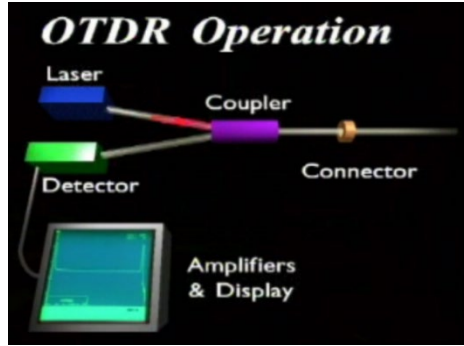 OTDR Operation
Laser
Coupler
Detector
Connector
Amplifiers
& Display